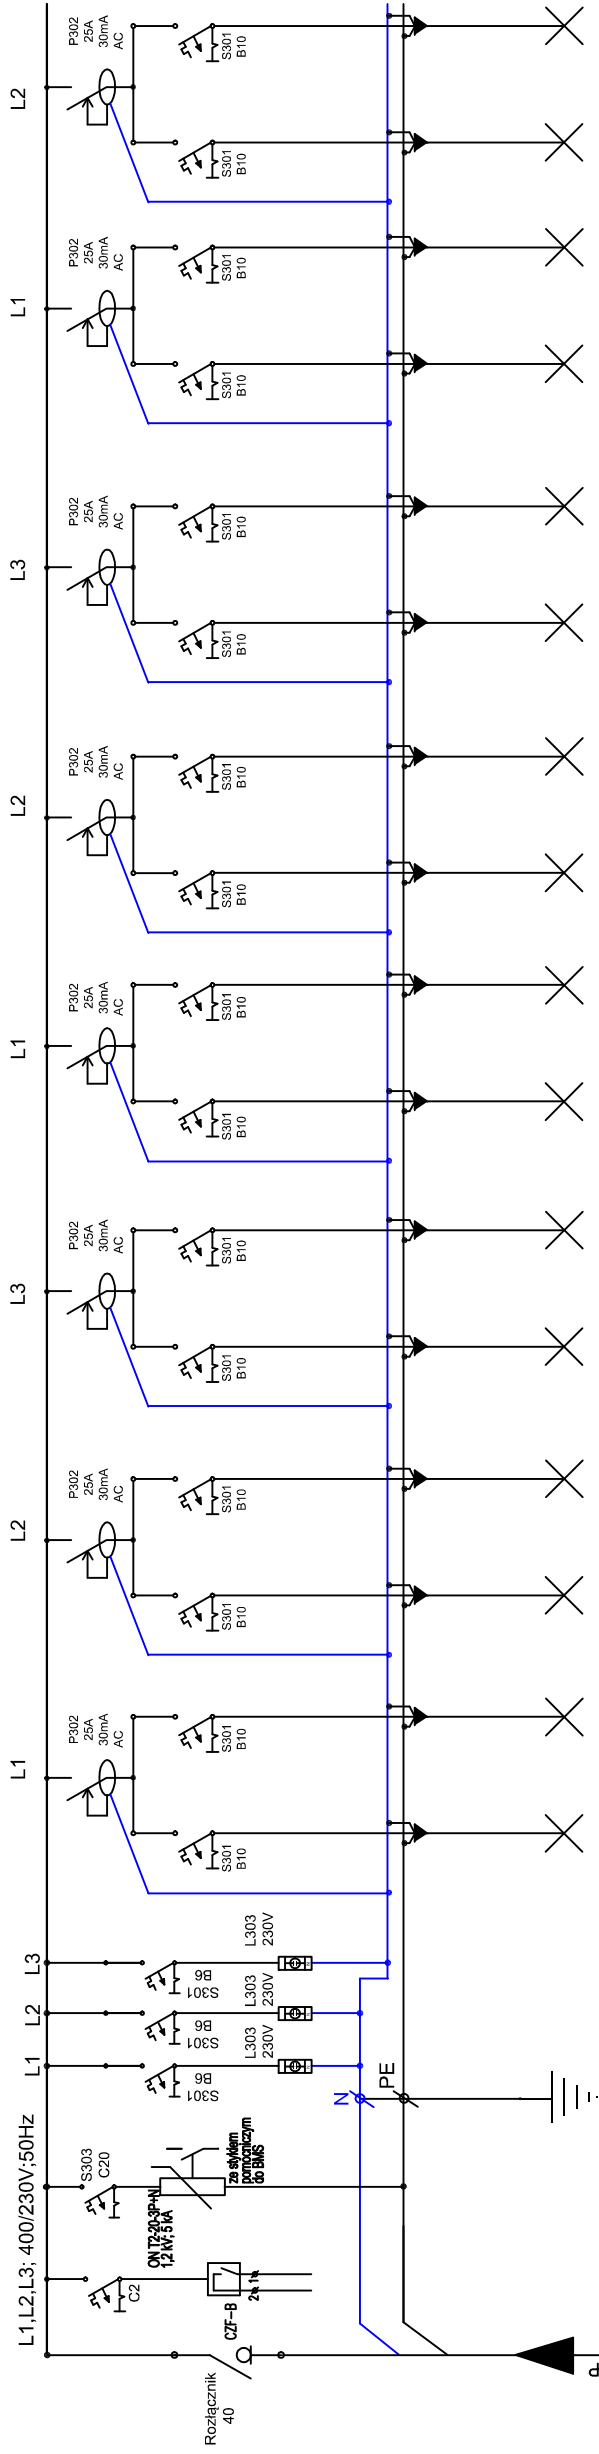 L1,L2,L3; 400/230V;50Hz
Rozłącznik
40
C2
CZF-B
2
1
S303
C20
ON T2-20-3P+N
1,2 kV; 5 kA
ze stykiem
pomocniczym
do BMS
N
PE
L1
S301
B6
L303
230V
L2
S301
B6
L303
230V
L3
S301
B6
L303
230V
L1
P302
25A
30mA
AC
S301
B10
S301
B10
L2
P302
25A
30mA
AC
S301
B10
S301
B10
L3
P302
25A
30mA
AC
S301
B10
S301
B10
L1
P302
25A
30mA
AC
S301
B10
S301
B10
L2
P302
25A
30mA
AC
S301
B10
S301
B10
L3
P302
25A
30mA
AC
S301
B10
S301
B10
L1
P302
25A
30mA
AC
S301
B10
S301
B10
L2
P302
25A
30mA
AC
S301
B10
S301
B10